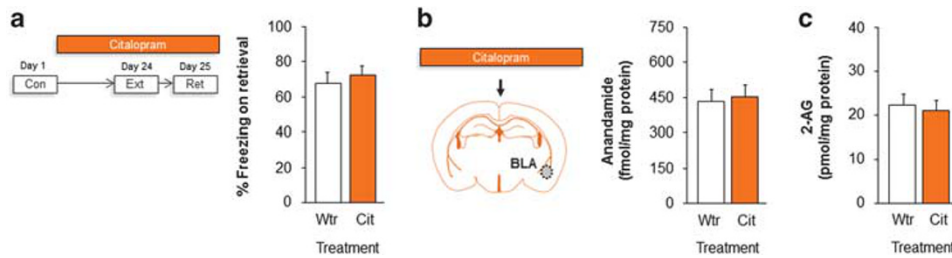 a
Citalopram
Day 1
Day 24
Day 25
Con
Ext
Ret
% Freezing on retrieval
100
80
60
40
20
0
Wtr Cit
Treatment
b
Citalopram
BLA
Anandamide
(fmol/mg protein)
750
600
450
300
150
0
Wtr Cit
Treatment
c
2-AG
(pmol/mg protein)
40
30
20
10
0
Wtr Cit
Treatment